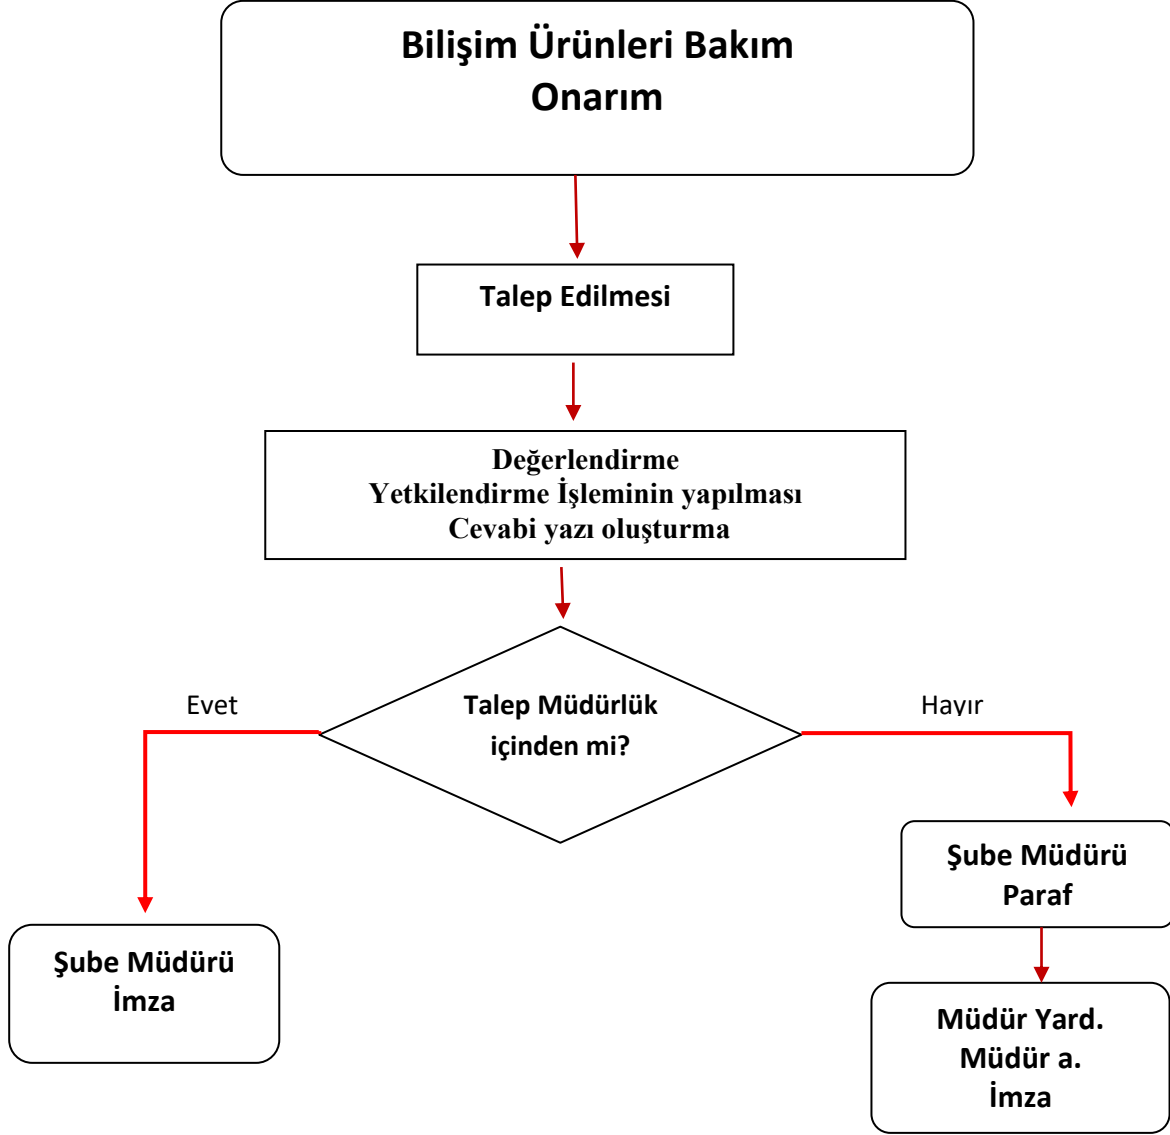 Bilişim Ürünleri Bakım
Onarım
Talep Edilmesi
Değerlendirme
Yetkilendirme İşleminin yapılması
Cevabi yazı oluşturma
Talep Müdürlük
içinden mi?
Evet
Hayır
Şube Müdürü
Paraf
Şube Müdürü
İmza
Müdür Yard.
Müdür a.
İmza